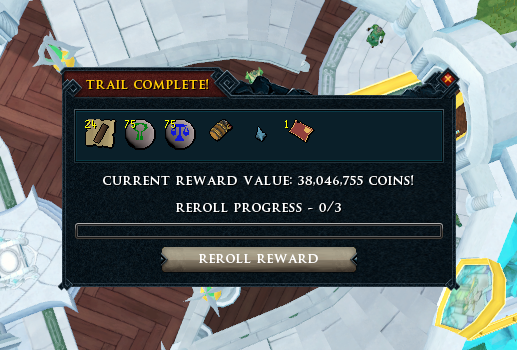 TRAIL COMPLETE!
24 75 75 1
CURRENT REWARD VALUE: 38,046,755 COINS!
REROLL PROGRESS - 0/3
REROLL REWARD